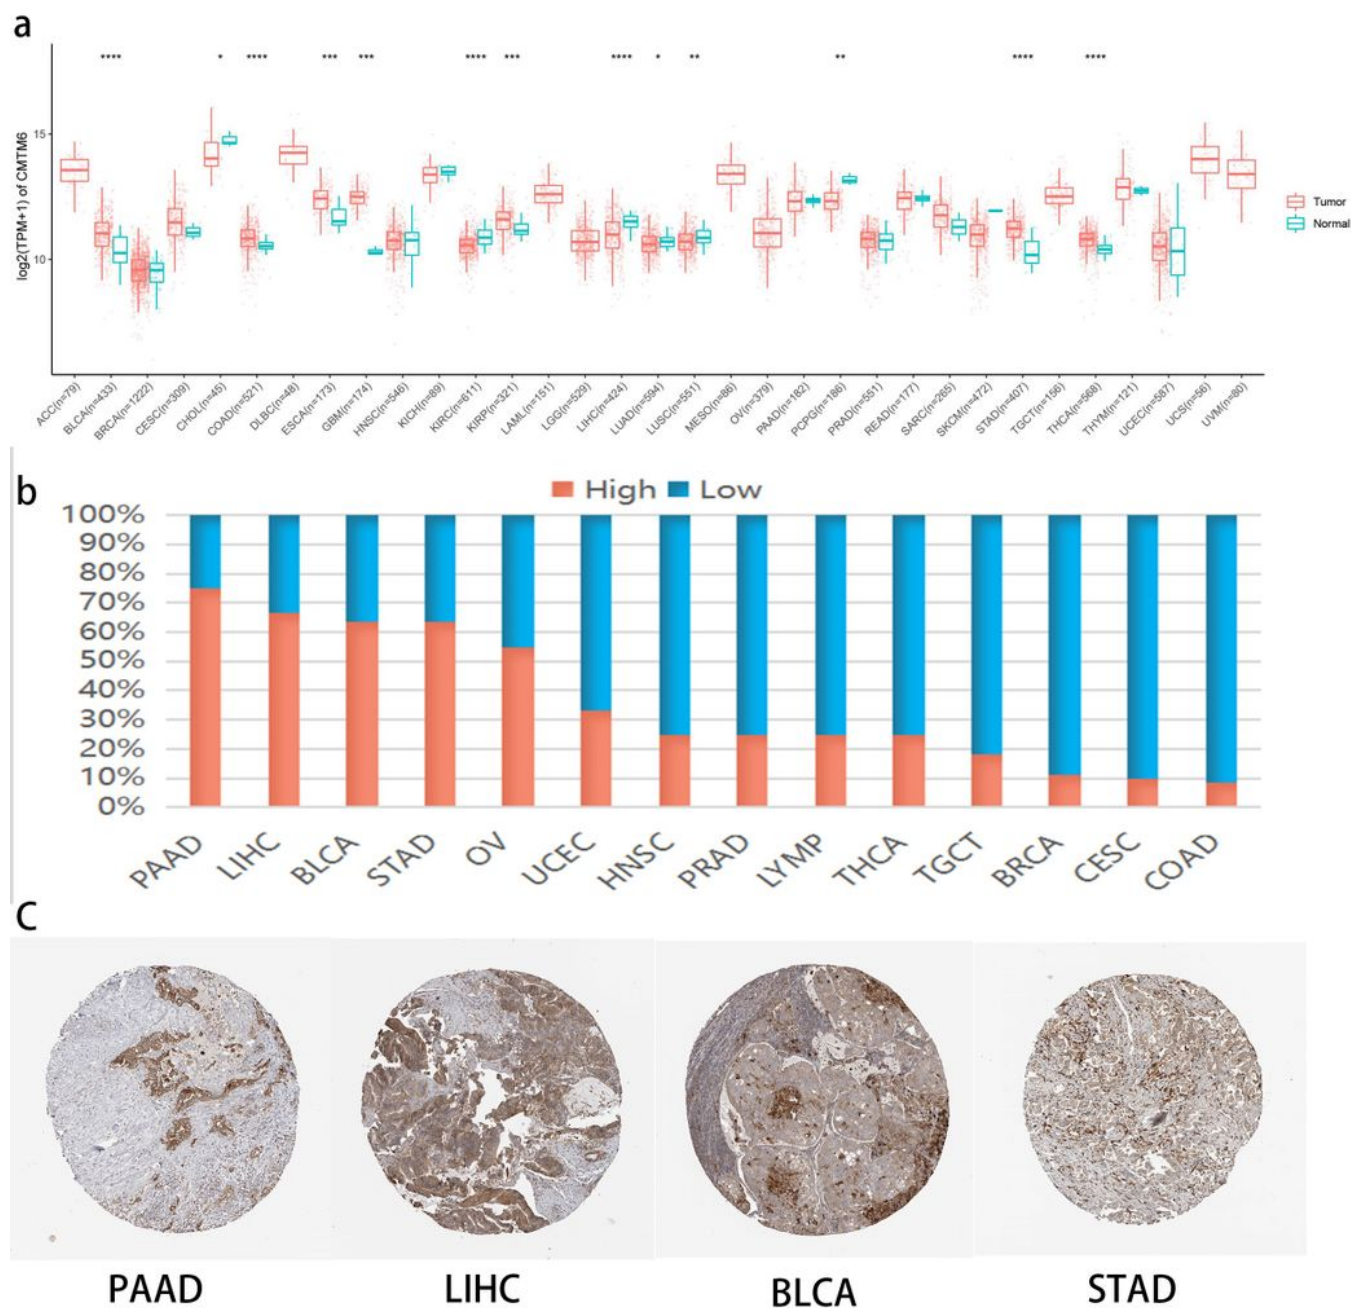 a
**** * **** *** *** **** *** **** * ** ** **** ****
log2(TPM+1) of CMTM6
15
10
Tumor
Normal
ACC(n=79) BLCA(n=433) BRCA(n=1222) CESC(n=309) CHOL(n=45) COAD(n=521) DLBC(n=48) ESCA(n=173) GBM(n=174) HNSC(n=546) KICH(n=89) KIRC(n=611) KIRP(n=321) LAML(n=151) LGG(n=529) LIHC(n=424) LUAD(n=594) LUSC(n=551) MESO(n=86) OV(n=379) PAAD(n=182) PCPG(n=186) PRAD(n=551) READ(n=177) SARC(n=265) SKCM(n=472) STAD(n=407) TGCT(n=156) THCA(n=568) THYM(n=121) UCEC(n=587) UCS(n=56) UVM(n=80)
b
High Low
100%
90%
80%
70%
60%
50%
40%
30%
20%
10%
0%
PAAD LIHC BLCA STAD OV UCEC HNSC PRAD LYMP THCA TGCT BRCA CESC COAD
C
PAAD LIHC BLCA STAD